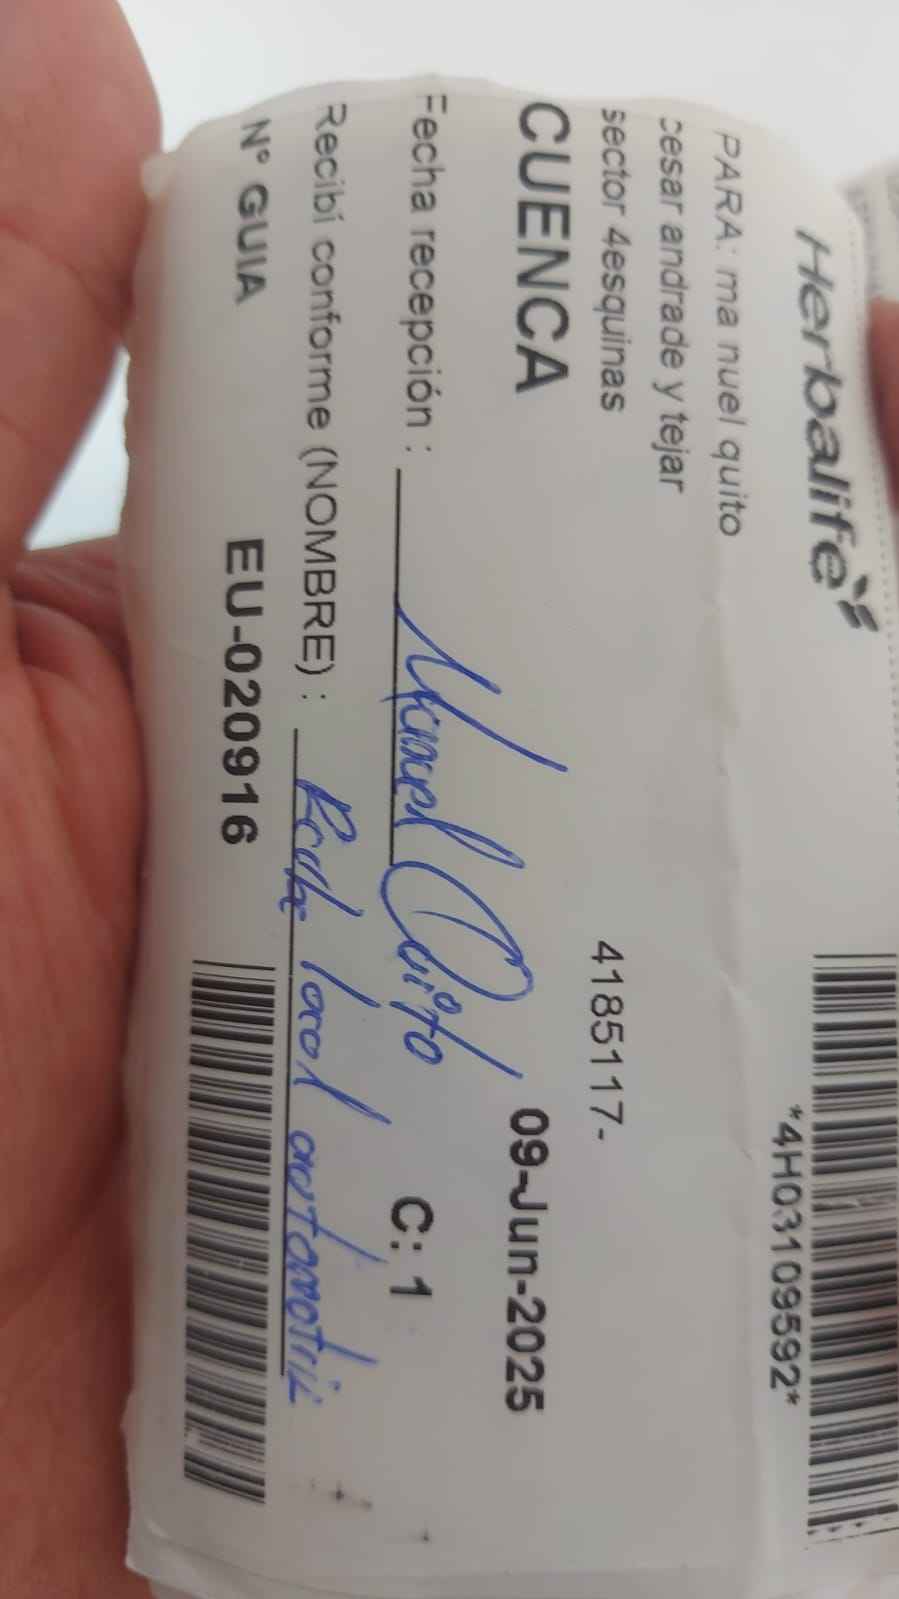 Herbalife
*4H03109592*
PARA: ma nuel quito
cesar andrade y tejar
sector 4esquinas
4185117-
CUENCA
09-Jun-2025
Fecha recepción : Manuel Quito
C: 1
Recibí conforme (NOMBRE) : local
N° GUIA EU-020916